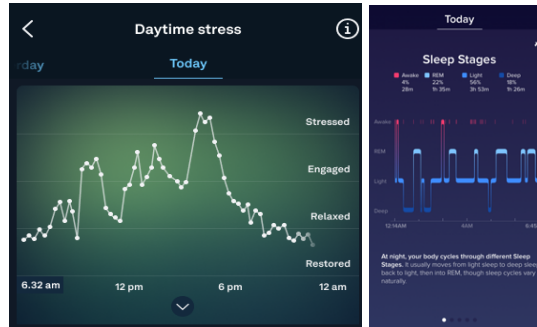 Daytime stress
rday
Today
Stressed
Engaged
Relaxed
Restored
6.32 am
12 pm
6 pm
12 am
Today
Sleep Stages
Awake
4%
28m
REM
22%
1h 35m
Light
56%
3h 53m
Deep
18%
1h 26m
Awake
REM
Light
Deep
12:14AM
4AM
6:45
At night, your body cycles through different Sleep
Stages. It usually moves from light sleep to deep sleep
back to light, then into REM, though sleep cycles vary
naturally.